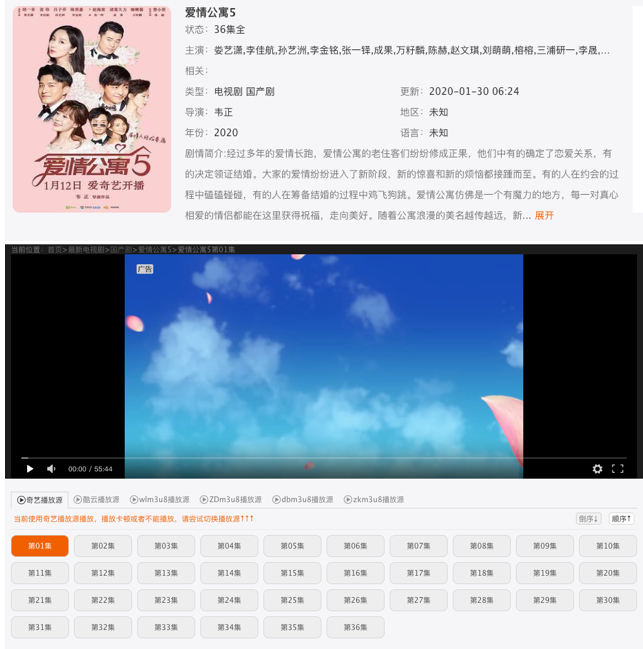 爱情公寓5
状态： 36集全
主演： 娄艺潇,李佳航,孙艺洲,李金铭,张一铎,成果,万籽麟,陈赫,赵文琪,刘萌萌,榕榕,三浦研一,李晟,...
相关：
类型： 电视剧 国产剧 更新： 2020-01-30 06:24
导演： 韦正 地区： 未知
年份： 2020 语言： 未知
剧情简介:经过多年的爱情长跑，爱情公寓的老住客们纷纷修成正果，他们中有的确定了恋爱关系，有
的决定领证结婚。大家的爱情纷纷进入了新阶段，新的惊喜和新的烦恼都接踵而至。有的人在约会的过
程中磕磕碰碰，有的人在筹备结婚的过程中鸡飞狗跳。爱情公寓仿佛是一个有魔力的地方，每一对真心
相爱的情侣都能在这里获得祝福，走向美好。随着公寓浪漫的美名越传越远，新... 展开
爱情公寓5
1月12日 爱奇艺开播
当前位置：首页>最新电视剧>国产剧>爱情公寓5>爱情公寓5第01集
广告
00:00 / 55:44
奇艺播放源 酷云播放源 wlm3u8播放源 ZDm3u8播放源 dbm3u8播放源 zkm3u8播放源
当前使用奇艺播放源播放，播放卡顿或者不能播放，请尝试切换播放源↑↑↑ 倒序↓ 顺序↑
第01集 第02集 第03集 第04集 第05集 第06集 第07集 第08集 第09集 第10集
第11集 第12集 第13集 第14集 第15集 第16集 第17集 第18集 第19集 第20集
第21集 第22集 第23集 第24集 第25集 第26集 第27集 第28集 第29集 第30集
第31集 第32集 第33集 第34集 第35集 第36集